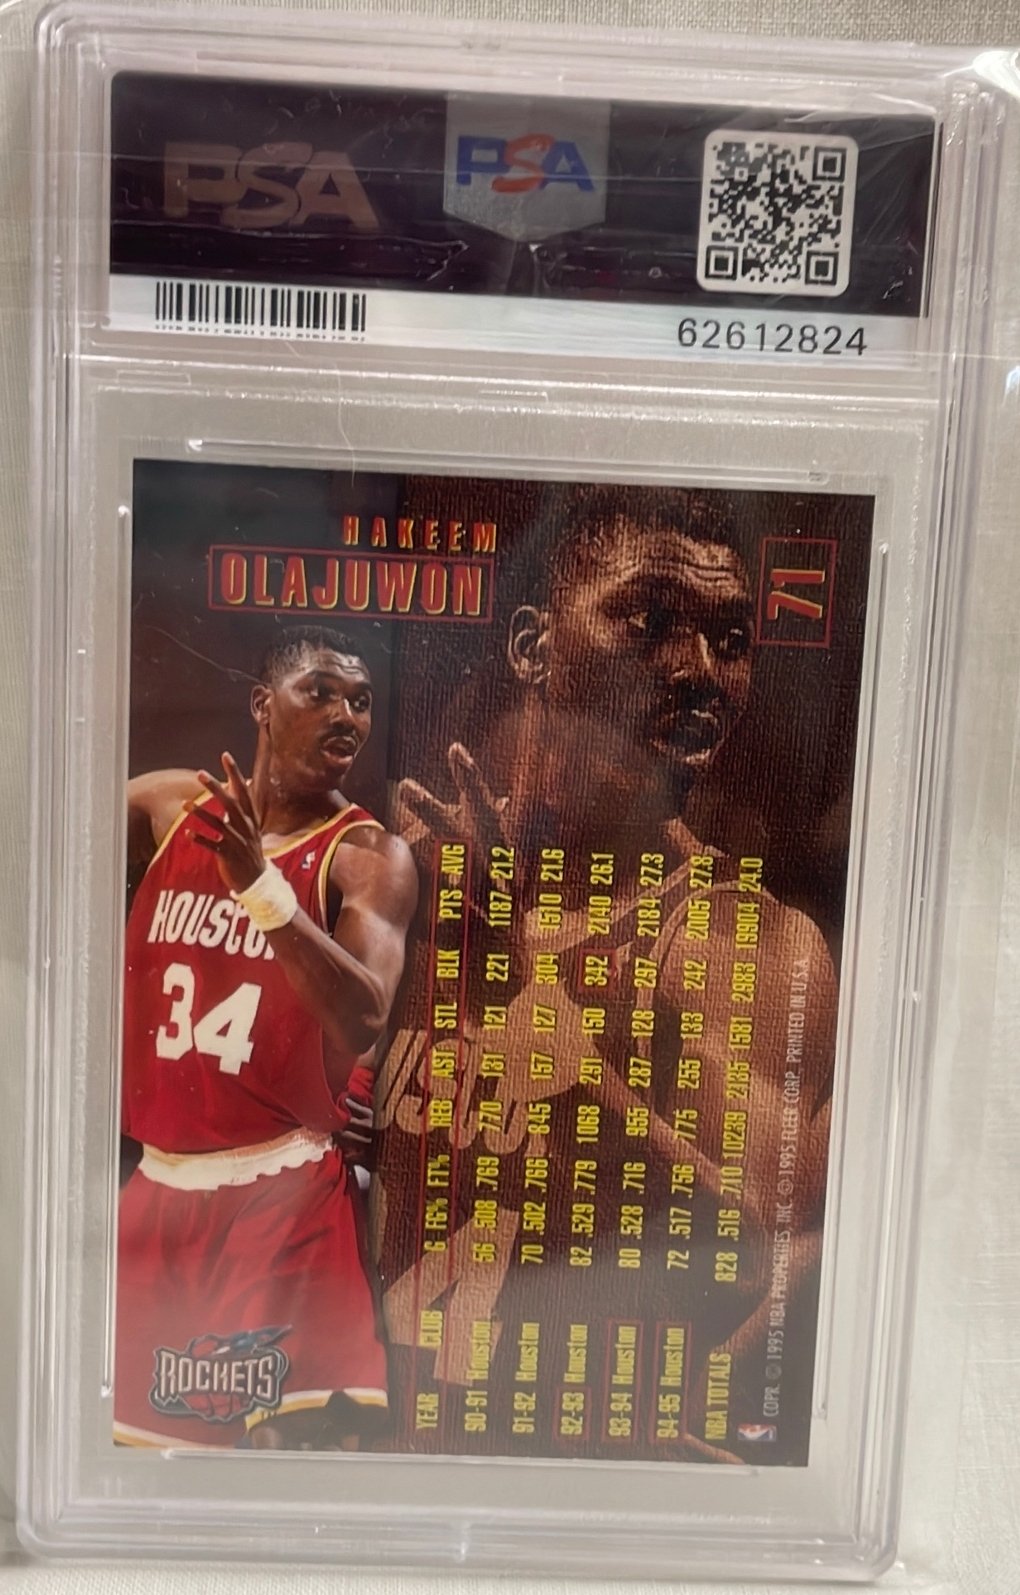 PSA
PSA
62612824
HAKEEM
OLAJUWON
71
HOUSTO
34
ROCKETS
YEAR CLUB G FG% FT% REB AST STL BLK PTS AVG
90-91 Houston 56 .508 .769 770 131 121 221 1187 21.2
91-92 Houston 70 .502 .766 845 157 127 304 1510 21.6
92-93 Houston 82 .529 .779 1068 291 150 342 2140 26.1
93-94 Houston 80 .528 .716 955 287 128 297 2184 27.3
94-95 Houston 72 .517 .756 775 255 133 242 2005 27.8
NBA TOTALS 828 .516 .710 10239 2135 1581 2983 19904 24.0
COPR. © 1995 NBA PROPERTIES, INC. © 1995 FLEER CORP. PRINTED IN U.S.A.